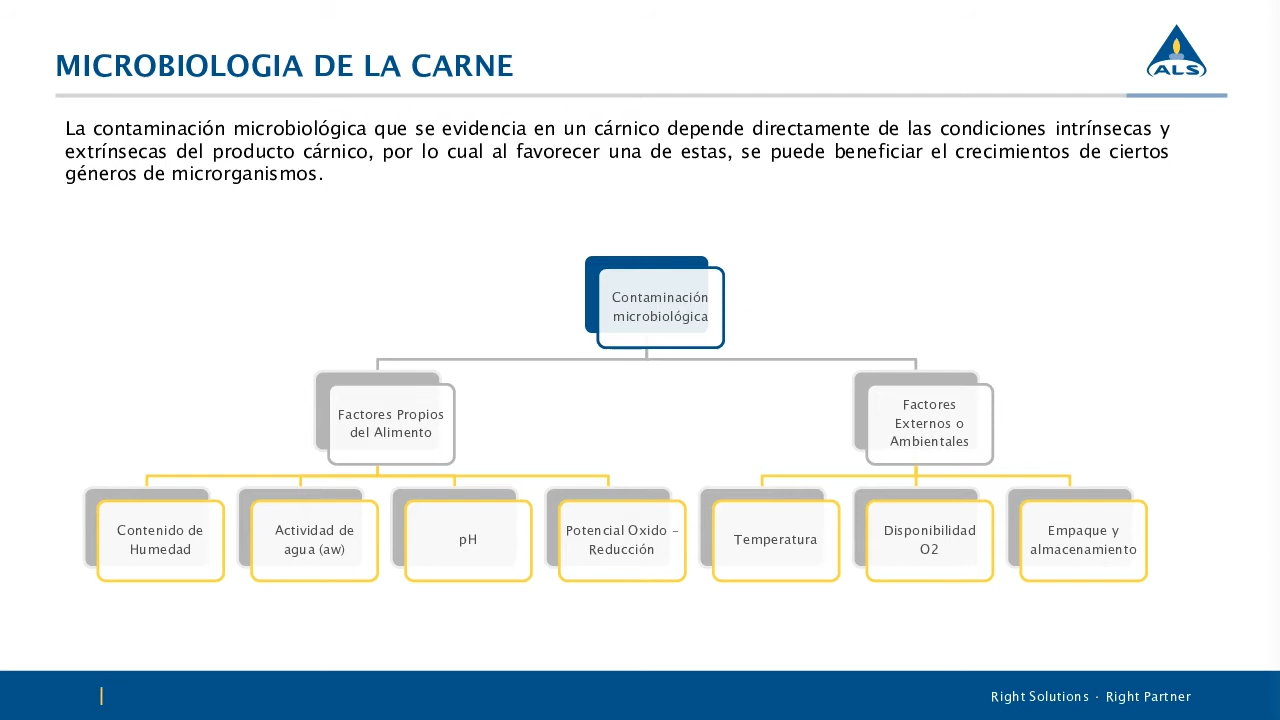 MICROBIOLOGIA DE LA CARNE
ALS
La contaminación microbiológica que se evidencia en un cárnico depende directamente de las condiciones intrínsecas y
extrínsecas del producto cárnico, por lo cual al favorecer una de estas, se puede beneficiar el crecimientos de ciertos
géneros de microrganismos.
Contaminación
microbiológica
Factores Propios
del Alimento
Factores
Externos o
Ambientales
Contenido de
Humedad
Actividad de
agua (aw)
pH
Potencial Oxido –
Reducción
Temperatura
Disponibilidad
O2
Empaque y
almacenamiento
Right Solutions · Right Partner